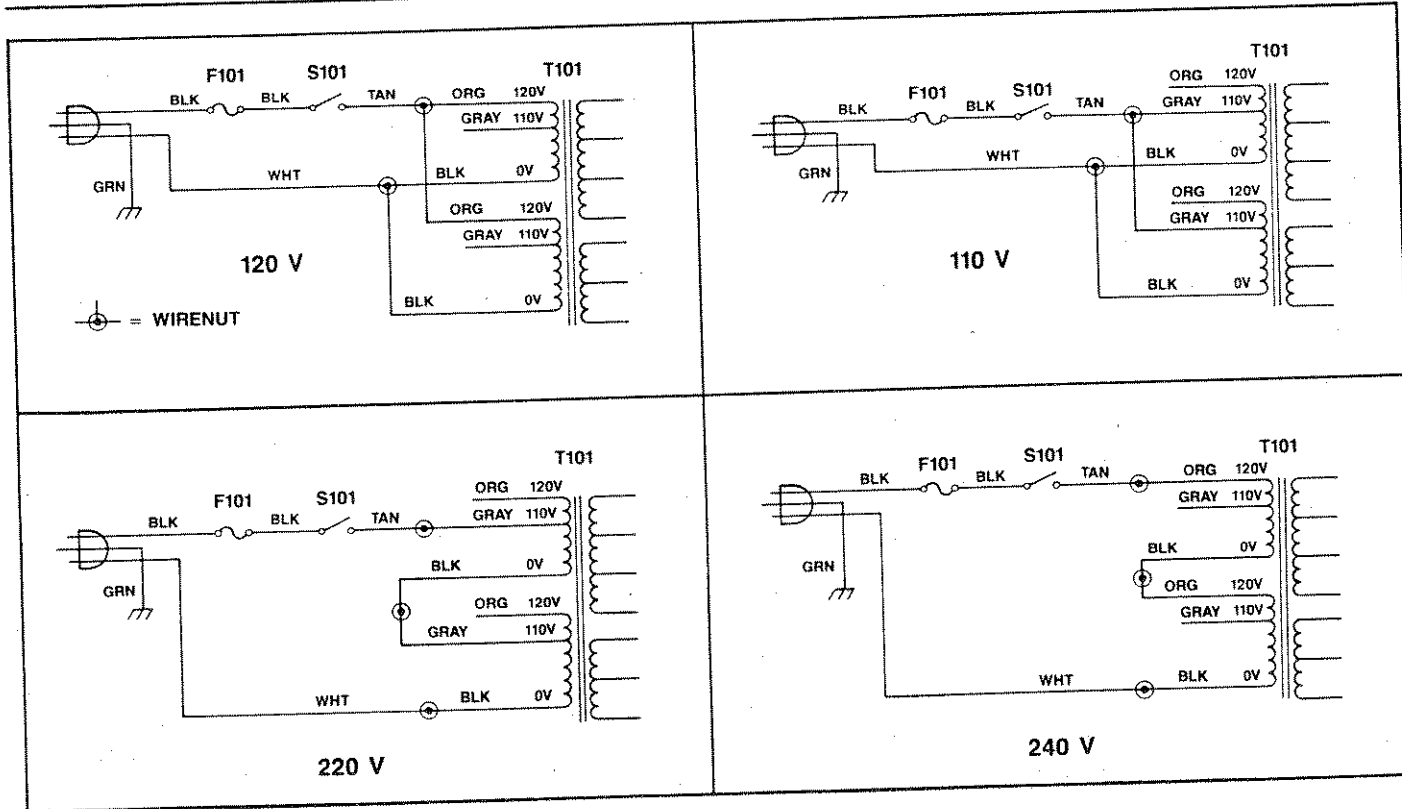 F101 S101 T101
BLK BLK TAN ORG 120V
GRAY 110V
WHT BLK 0V
GRN
ORG 120V
GRAY 110V
120 V
BLK 0V
= WIRENUT
F101 S101 T101
BLK BLK TAN ORG 120V
GRAY 110V
WHT BLK 0V
GRN
ORG 120V
GRAY 110V
110 V
BLK 0V
F101 S101 T101
BLK BLK TAN ORG 120V
GRAY 110V
BLK 0V
GRN
ORG 120V
GRAY 110V
WHT BLK 0V
220 V
F101 S101 T101
BLK BLK TAN ORG 120V
GRAY 110V
BLK 0V
GRN
ORG 120V
GRAY 110V
WHT BLK 0V
240 V